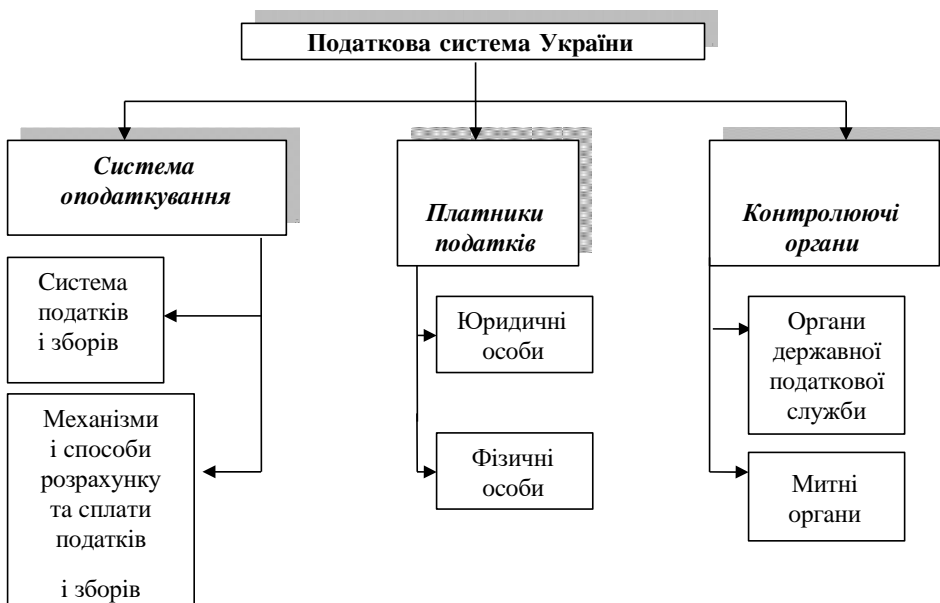 Податкова система України
Система
оподаткування
Платники
податків
Контролюючі
органи
Система
податків
і зборів
Механізми
і способи
розрахунку
та сплати
податків
і зборів
Юридичні
особи
Фізичні
особи
Органи
державної
податкової
служби
Митні
органи